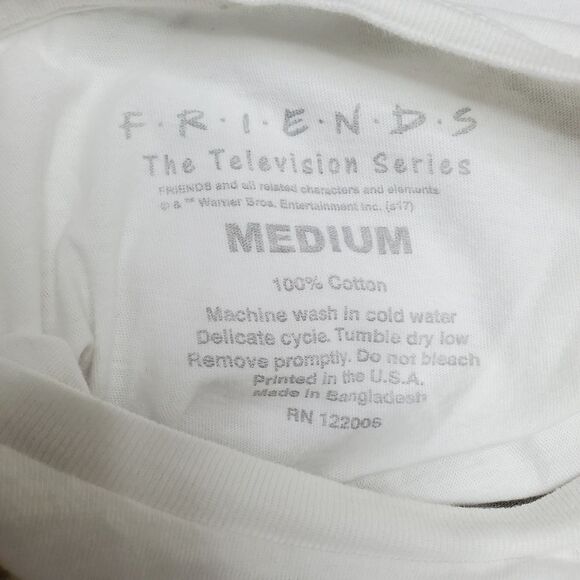 F·R·I·E·N·D·S
The Television Series
FRIENDS and all related characters and elements
© & ™ Warner Bros. Entertainment Inc. (s17)
MEDIUM
100% Cotton
Machine wash in cold water
Delicate cycle. Tumble dry low
Remove promptly. Do not bleach
Printed in the U.S.A.
Made in Bangladesh
RN 122006